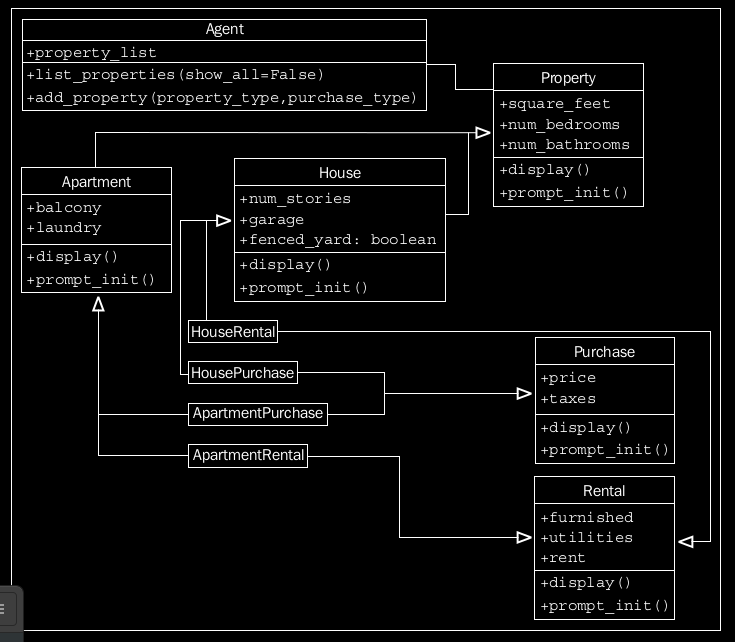 Agent
+property_list
+list_properties(show_all=False)
+add_property(property_type,purchase_type)
Property
+square_feet
+num_bedrooms
+num_bathrooms
+display()
+prompt_init()
Apartment
+balcony
+laundry
+display()
+prompt_init()
House
+num_stories
+garage
+fenced_yard: boolean
+display()
+prompt_init()
HouseRental
HousePurchase
ApartmentPurchase
ApartmentRental
Purchase
+price
+taxes
+display()
+prompt_init()
Rental
+furnished
+utilities
+rent
+display()
+prompt_init()